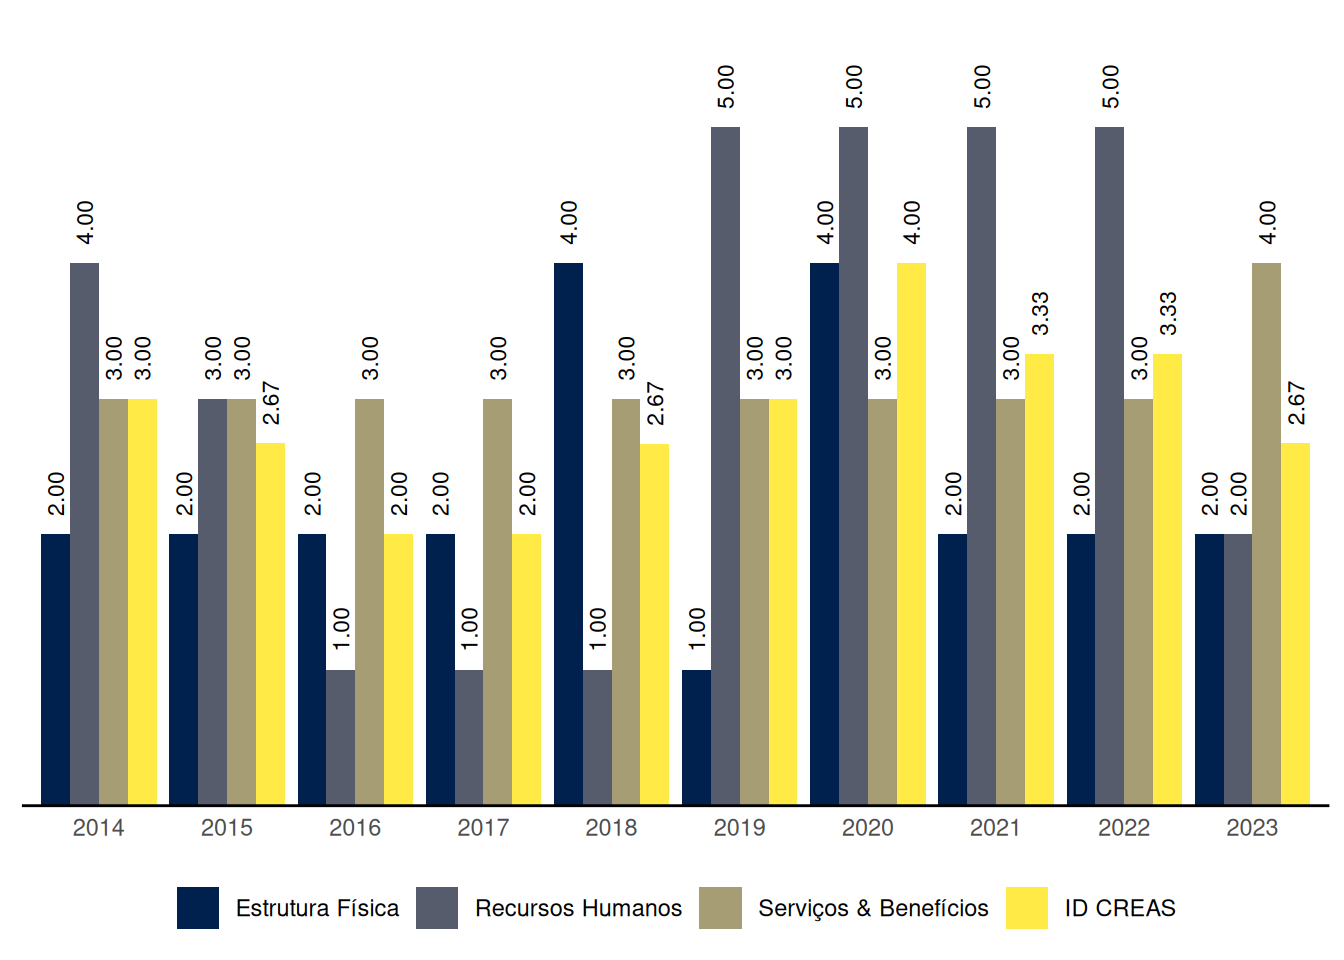 5.00 5.00 5.00 5.00
4.00 4.00 4.00 4.00 4.00
3.33 3.33
3.00 3.00 3.00 3.00 3.00 3.00 3.00 3.00 3.00 3.00 3.00 3.00
2.67 2.67 2.67
2.00 2.00 2.00 2.00 2.00 2.00 2.00 2.00 2.00 2.00
1.00 1.00 1.00 1.00
2014 2015 2016 2017 2018 2019 2020 2021 2022 2023
Estrutura Física Recursos Humanos Serviços & Benefícios ID CREAS